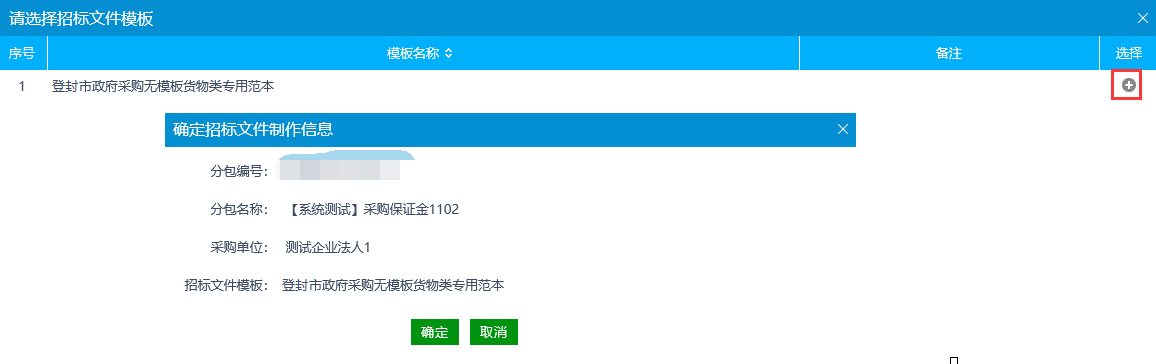 请选择招标文件模板
序号 模板名称 备注 选择
1 登封市政府采购无模板货物类专用范本
确定招标文件制作信息
分包编号：
分包名称： 【系统测试】采购保证金1102
采购单位： 测试企业法人1
招标文件模板： 登封市政府采购无模板货物类专用范本
确定 取消